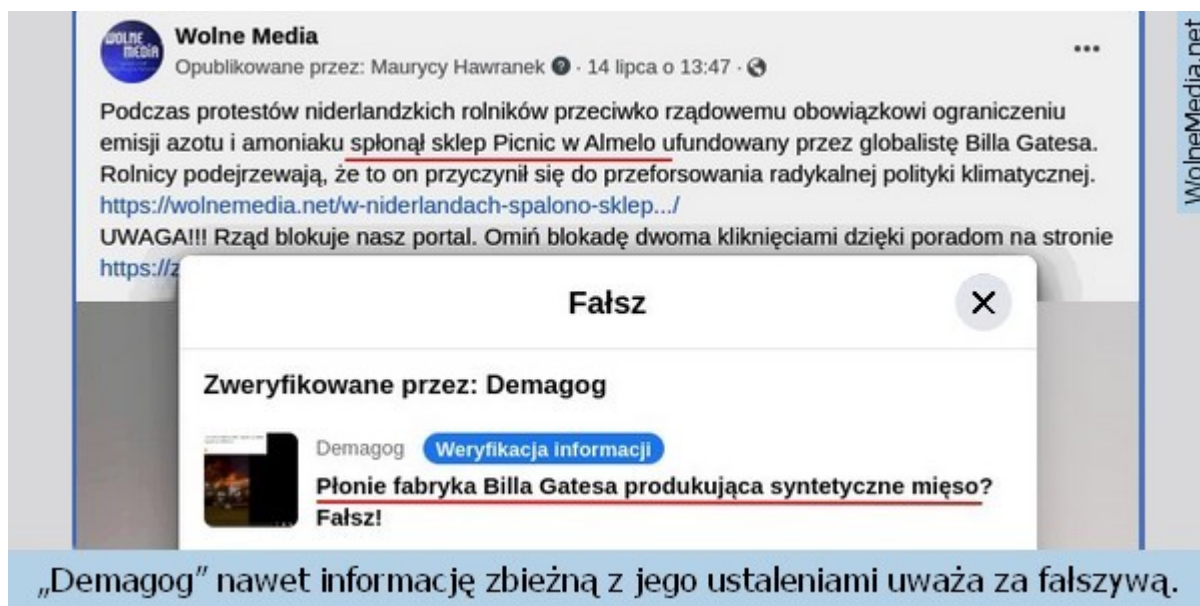 WOLNE
MEDIA
Wolne Media
Opublikowane przez: Maurycy Hawranek · 14 lipca o 13:47 ·
Podczas protestów niderlandzkich rolników przeciwko rządowemu obowiązkowi ograniczeniu
emisji azotu i amoniaku spłonął sklep Picnic w Almelo ufundowany przez globalistę Billa Gatesa.
Rolnicy podejrzewają, że to on przyczynił się do przeforsowania radykalnej polityki klimatycznej.
https://wolnemedia.net/w-niderlandach-spalono-sklep.../
UWAGA!!! Rząd blokuje nasz portal. Omiń blokadę dwoma kliknięciami dzięki poradom na stronie
https://z
WolneMedia.net
Fałsz
Zweryfikowane przez: Demagog
Demagog Weryfikacja informacji
Płonie fabryka Billa Gatesa produkująca syntetyczne mięso?
Fałsz!
„Demagog” nawet informację zbieżną z jego ustaleniami uważa za fałszywą.